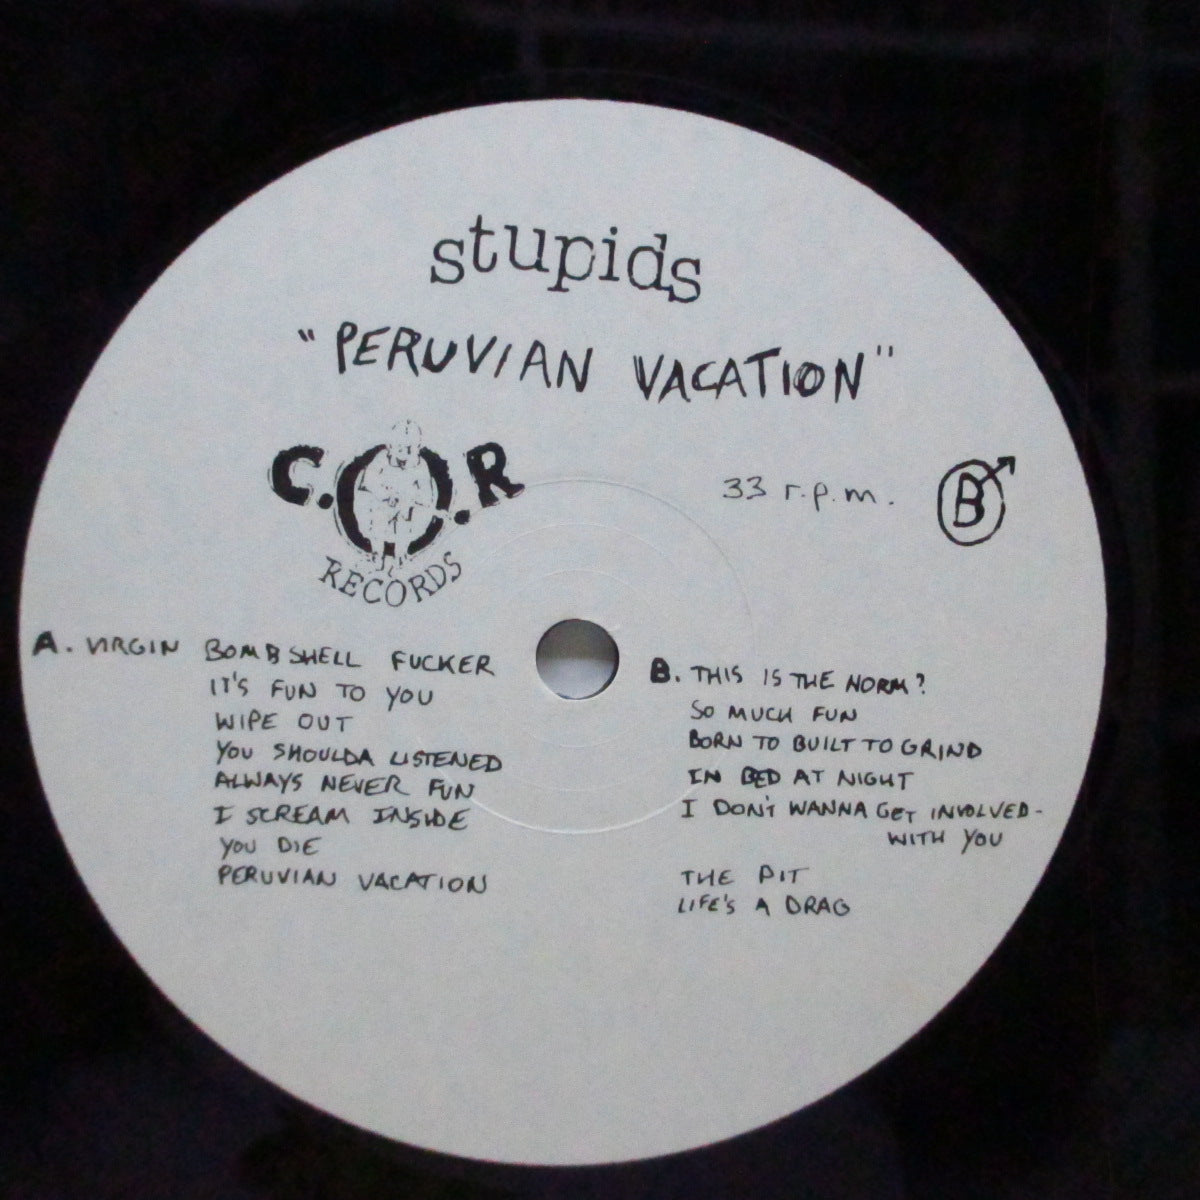 stupids
"PERUVIAN VACATION"
C.O.R
RECORDS
33 r.p.m.
B
A. VIRGIN BOMBSHELL FUCKER
IT'S FUN TO YOU
WIPE OUT
YOU SHOULDA LISTENED
ALWAYS NEVER FUN
I SCREAM INSIDE
YOU DIE
PERUVIAN VACATION
B. THIS IS THE NORM?
SO MUCH FUN
BORN TO BUILT TO GRIND
IN BED AT NIGHT
I DON'T WANNA GET INVOLVED-
WITH YOU
THE PIT
LIFE'S A DRAG